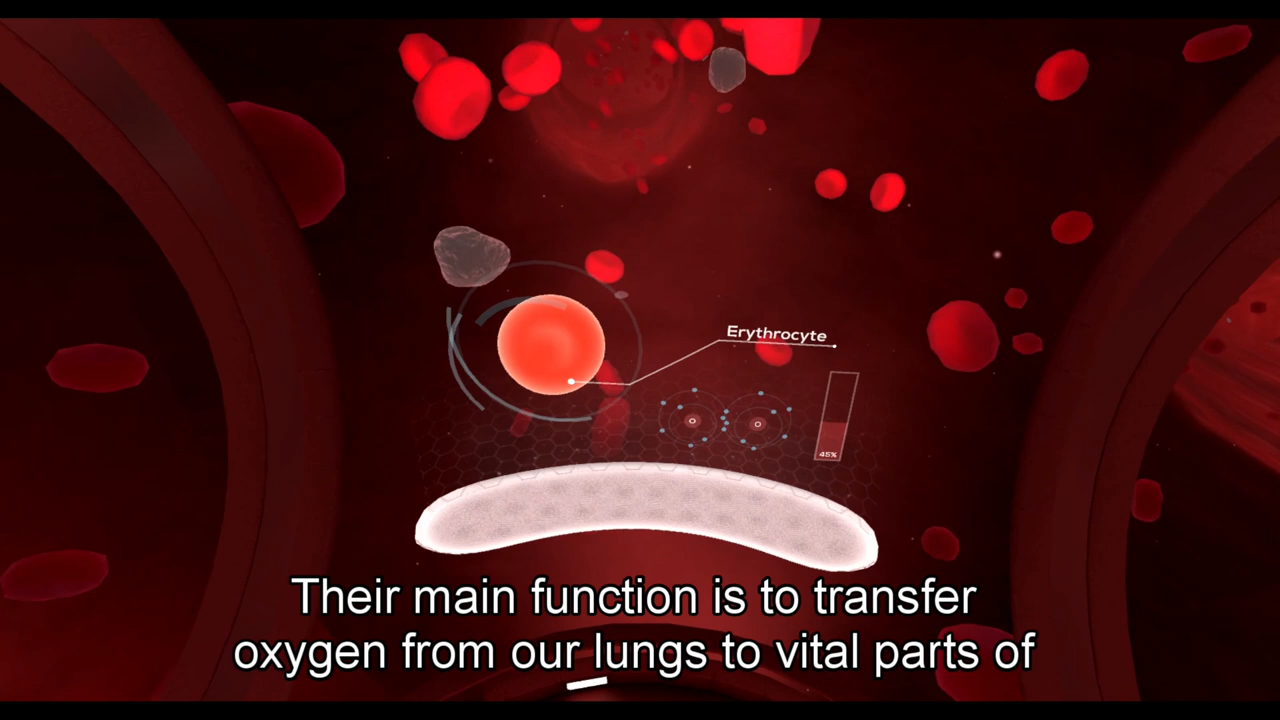 Erythrocyte
45%
Their main function is to transfer
oxygen from our lungs to vital parts of